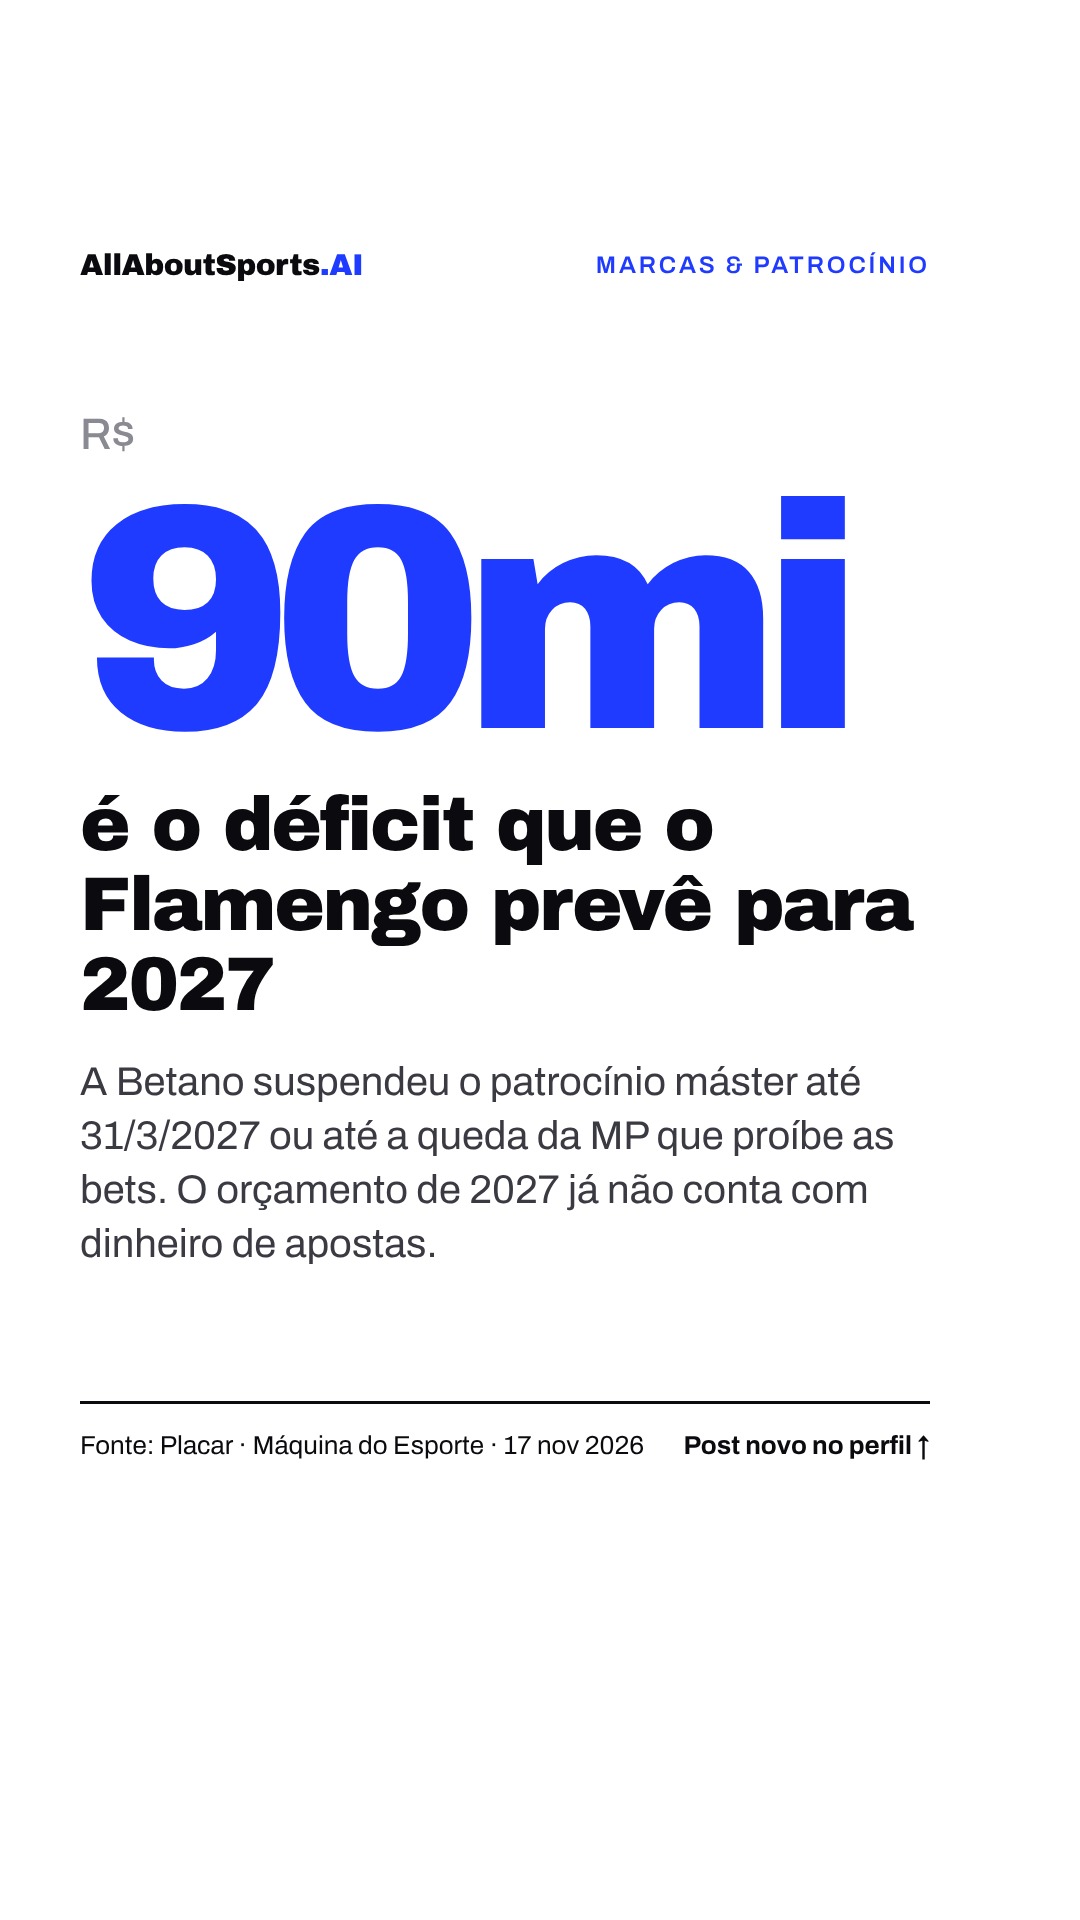 AllAboutSports.AI
MARCAS & PATROCÍNIO
R$
90mi
é o déficit que o
Flamengo prevê para
2027
A Betano suspendeu o patrocínio máster até
31/3/2027 ou até a queda da MP que proíbe as
bets. O orçamento de 2027 já não conta com
dinheiro de apostas.
Fonte: Placar · Máquina do Esporte · 17 nov 2026
Post novo no perfil ↑